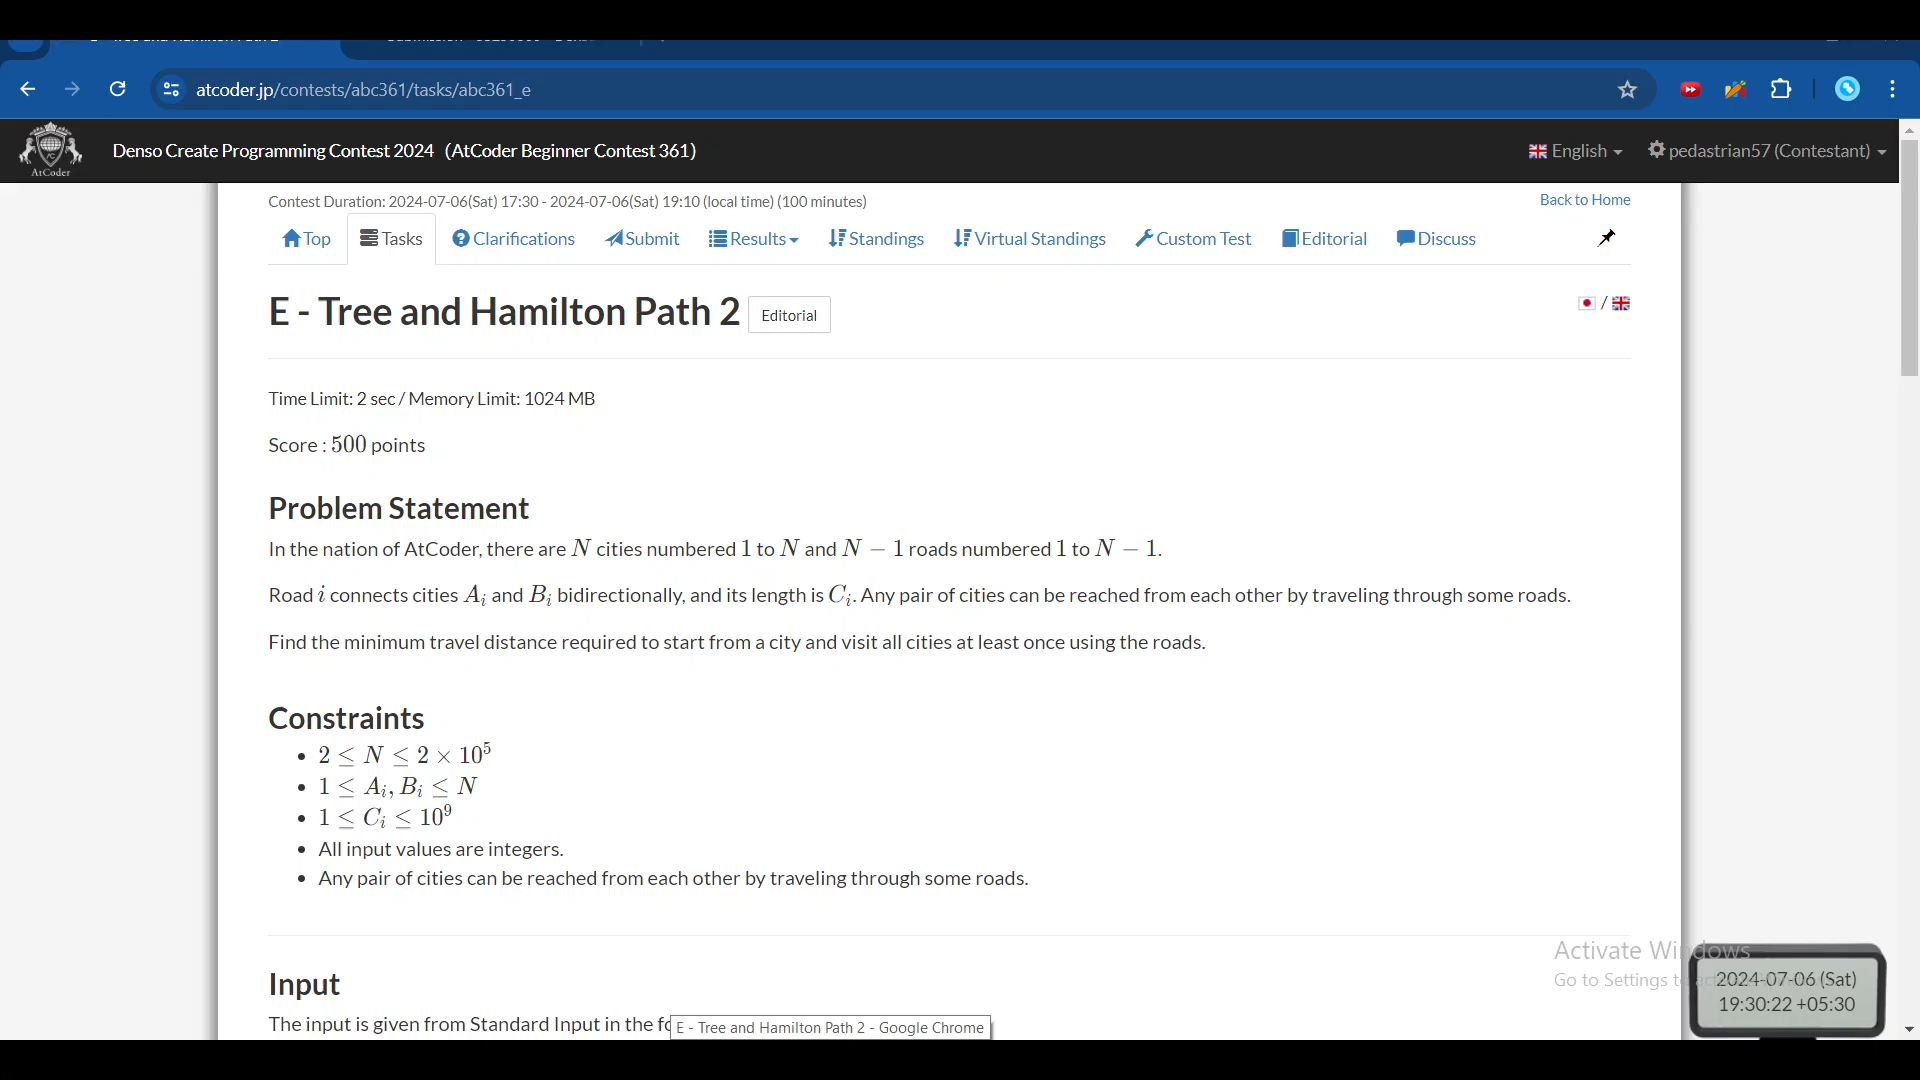 atcoder.jp/contests/abc361/tasks/abc361_e
AtCoder
Denso Create Programming Contest 2024 (AtCoder Beginner Contest 361)
English
pedastrian57 (Contestant)
Contest Duration: 2024-07-06(Sat) 17:30 - 2024-07-06(Sat) 19:10 (local time) (100 minutes)
Back to Home
Top
Tasks
Clarifications
Submit
Results
Standings
Virtual Standings
Custom Test
Editorial
Discuss
E - Tree and Hamilton Path 2
Editorial
/
Time Limit: 2 sec / Memory Limit: 1024 MB
Score : 500 points
Problem Statement
In the nation of AtCoder, there are N cities numbered 1 to N and N − 1 roads numbered 1 to N − 1.
Road i connects cities A_i and B_i bidirectionally, and its length is C_i. Any pair of cities can be reached from each other by traveling through some roads.
Find the minimum travel distance required to start from a city and visit all cities at least once using the roads.
Constraints
• 2 ≤ N ≤ 2 × 10^5
• 1 ≤ A_i, B_i ≤ N
• 1 ≤ C_i ≤ 10^9
• All input values are integers.
• Any pair of cities can be reached from each other by traveling through some roads.
Input
The input is given from Standard Input in the
E - Tree and Hamilton Path 2 - Google Chrome
Activate Windows
Go to Settings
2024-07-06 (Sat)
19:30:22 +05:30